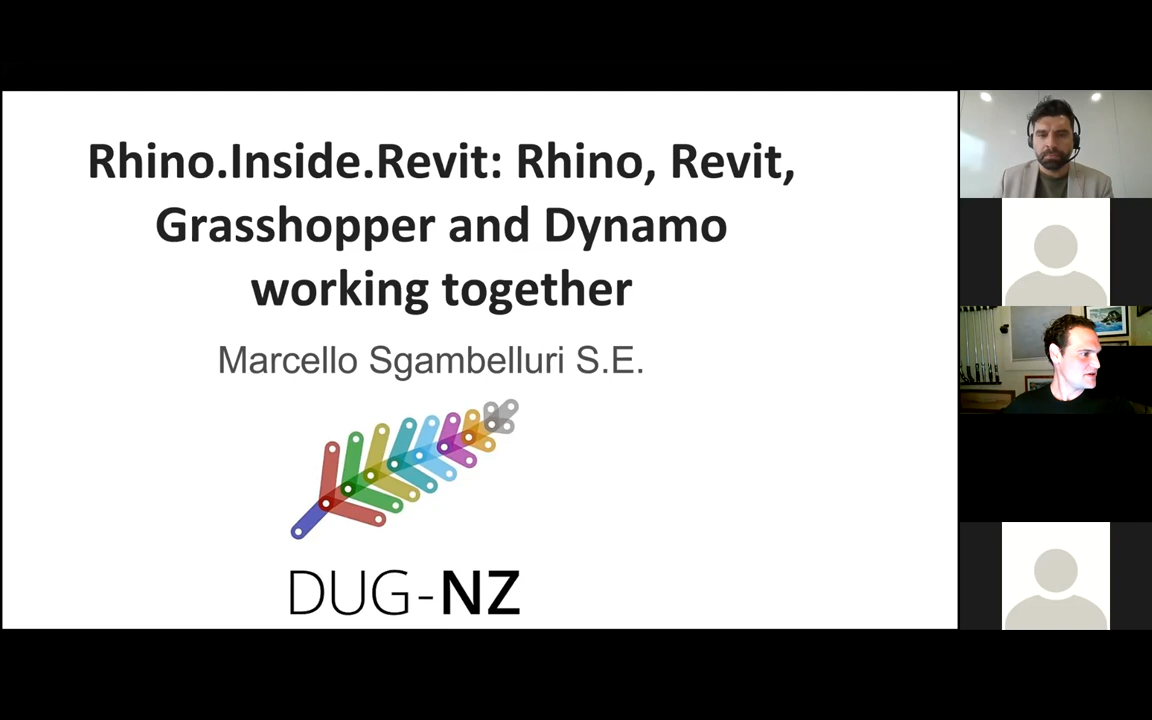 Rhino.Inside.Revit: Rhino, Revit,
Grasshopper and Dynamo
working together
Marcello Sgambelluri S.E.
DUG-NZ